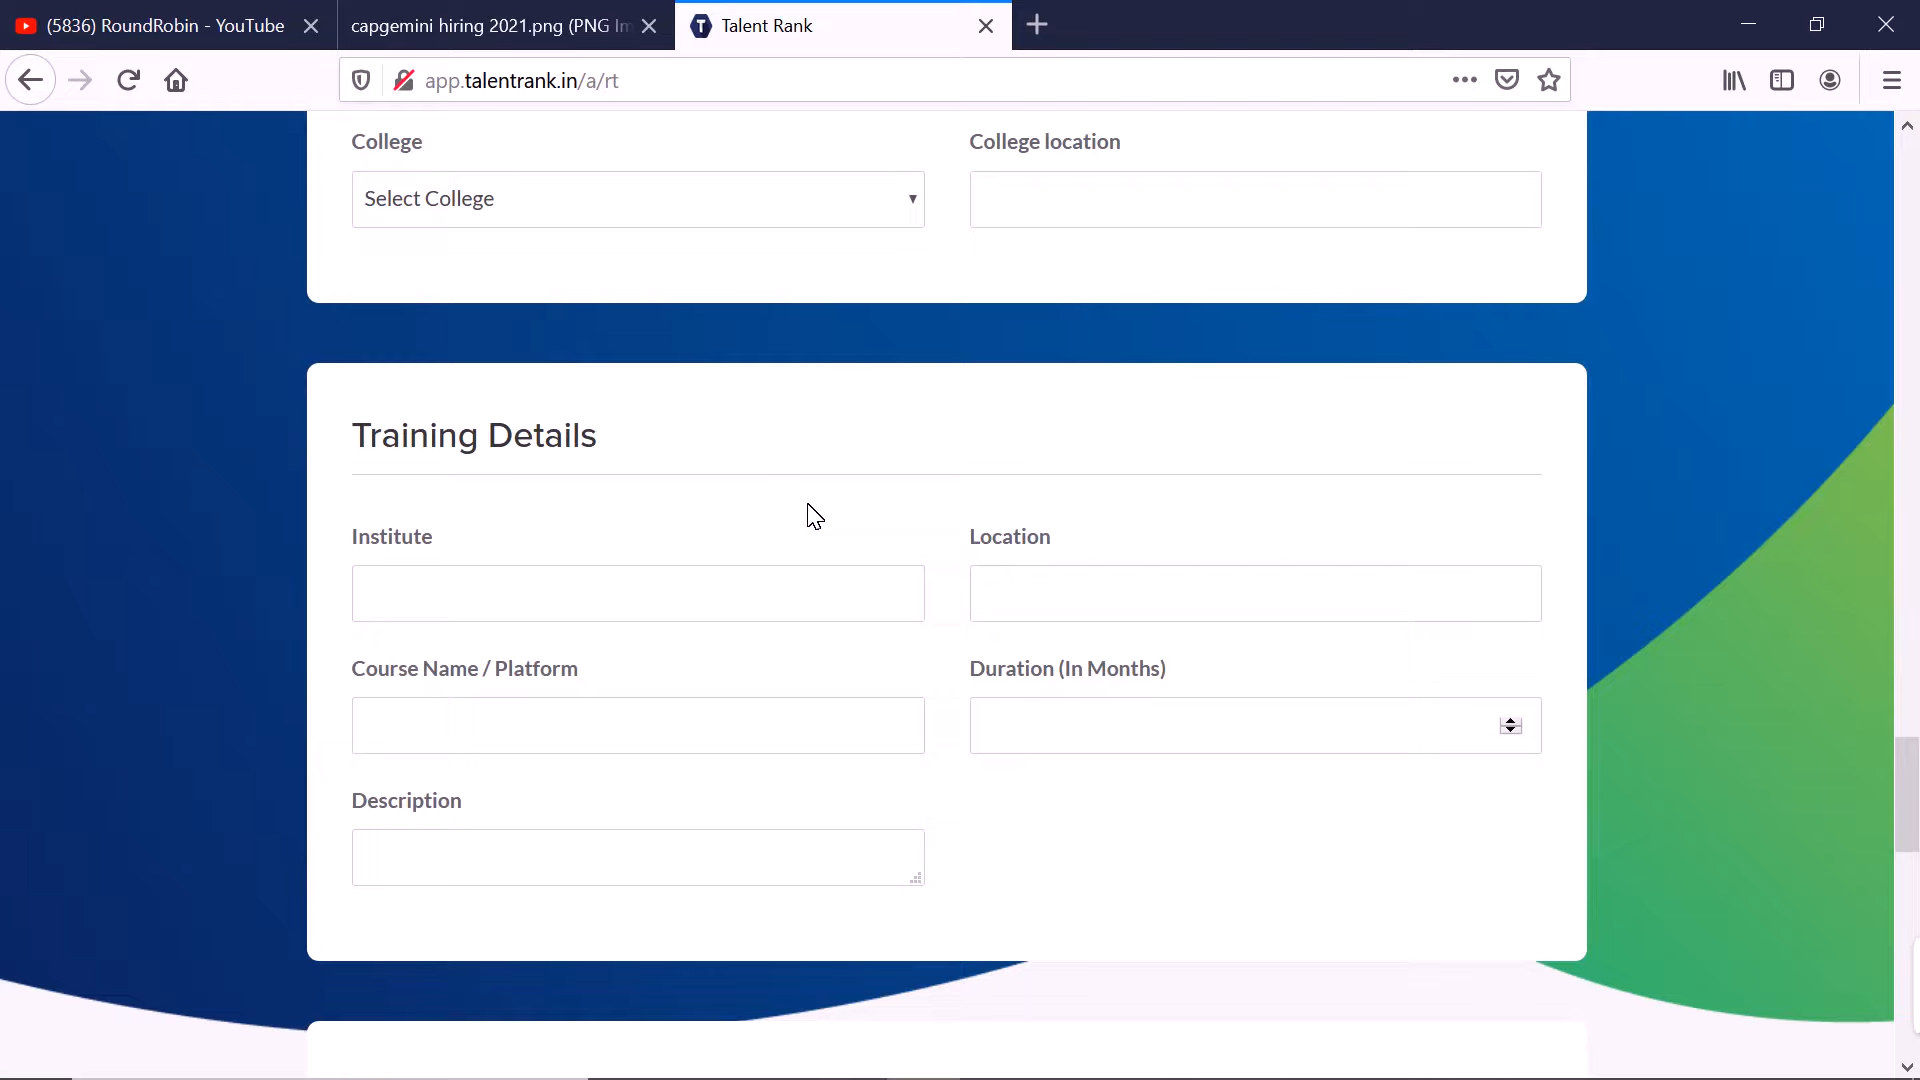 (5836) RoundRobin - YouTube
capgemini hiring 2021.png (PNG Im
Talent Rank
app.talentrank.in/a/rt
College
College location
Select College
Training Details
Institute
Location
Course Name / Platform
Duration (In Months)
Description